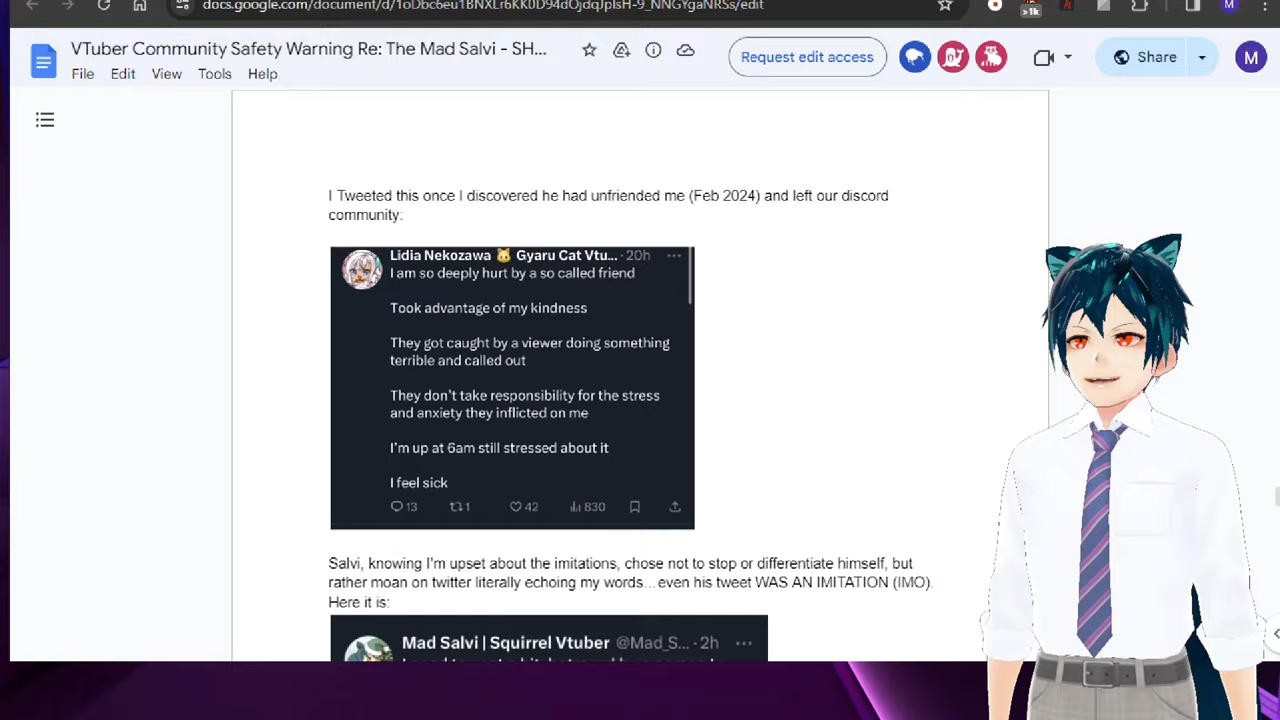 docs.google.com/document/d/1oDbc6eu1BNXLr6KK0D94dOjdqJpIsH-9_NNGYgaNRSs/edit
>1k
M
VTuber Community Safety Warning Re: The Mad Salvi - SH...
Request edit access
Share
M
File Edit View Tools Help
I Tweeted this once I discovered he had unfriended me (Feb 2024) and left our discord
community:
Lidia Nekozawa 🐱 Gyaru Cat Vtu... · 20h
I am so deeply hurt by a so called friend
Took advantage of my kindness
They got caught by a viewer doing something
terrible and called out
They don't take responsibility for the stress
and anxiety they inflicted on me
I'm up at 6am still stressed about it
I feel sick
13 1 42 830
Salvi, knowing I'm upset about the imitations, chose not to stop or differentiate himself, but
rather moan on twitter literally echoing my words...even his tweet WAS AN IMITATION (IMO).
Here it is:
Mad Salvi | Squirrel Vtuber @Mad_S... · 2h